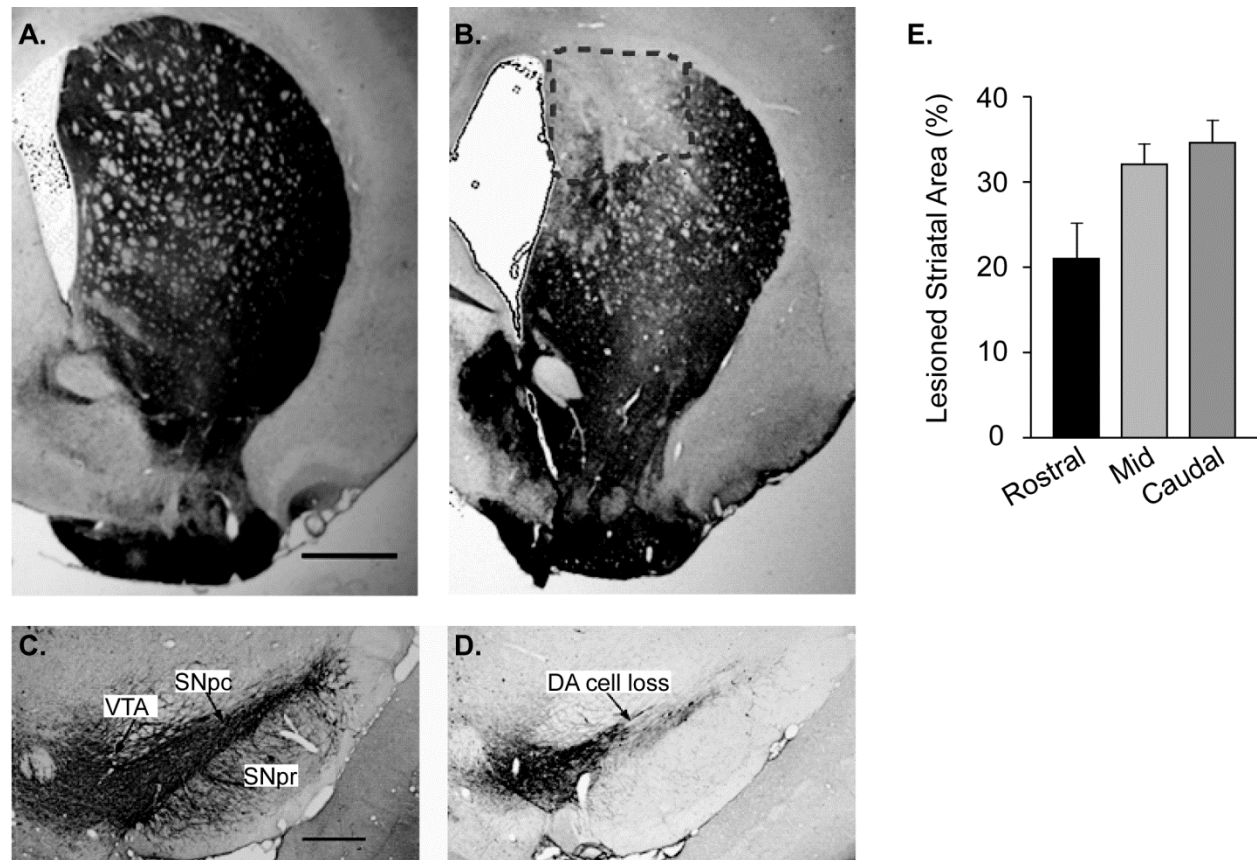 A.
B.
E.
Lesioned Striatal Area (%)
40
30
20
10
0
Rostral
Mid
Caudal
C.
VTA
SNpc
SNpr
D.
DA cell loss